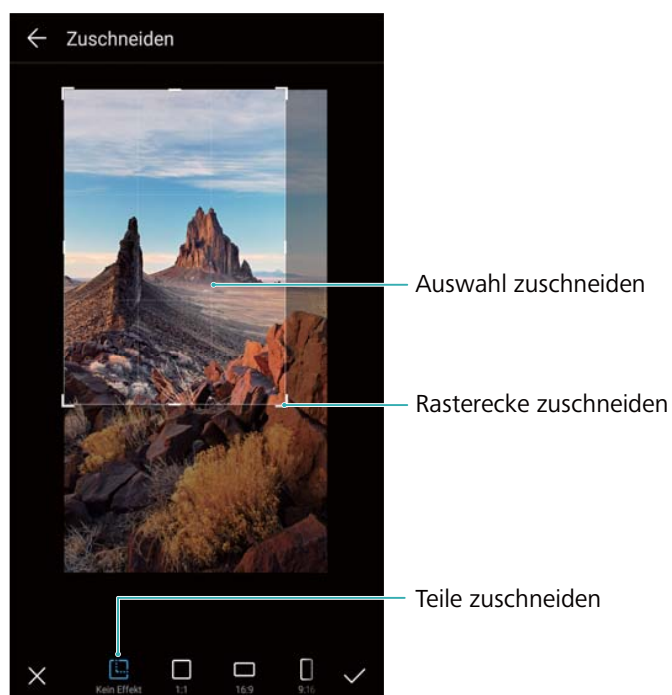 Zuschneiden
Auswahl zuschneiden
Rasterecke zuschneiden
Teile zuschneiden
Kein Effekt 1:1 16:9 9:16